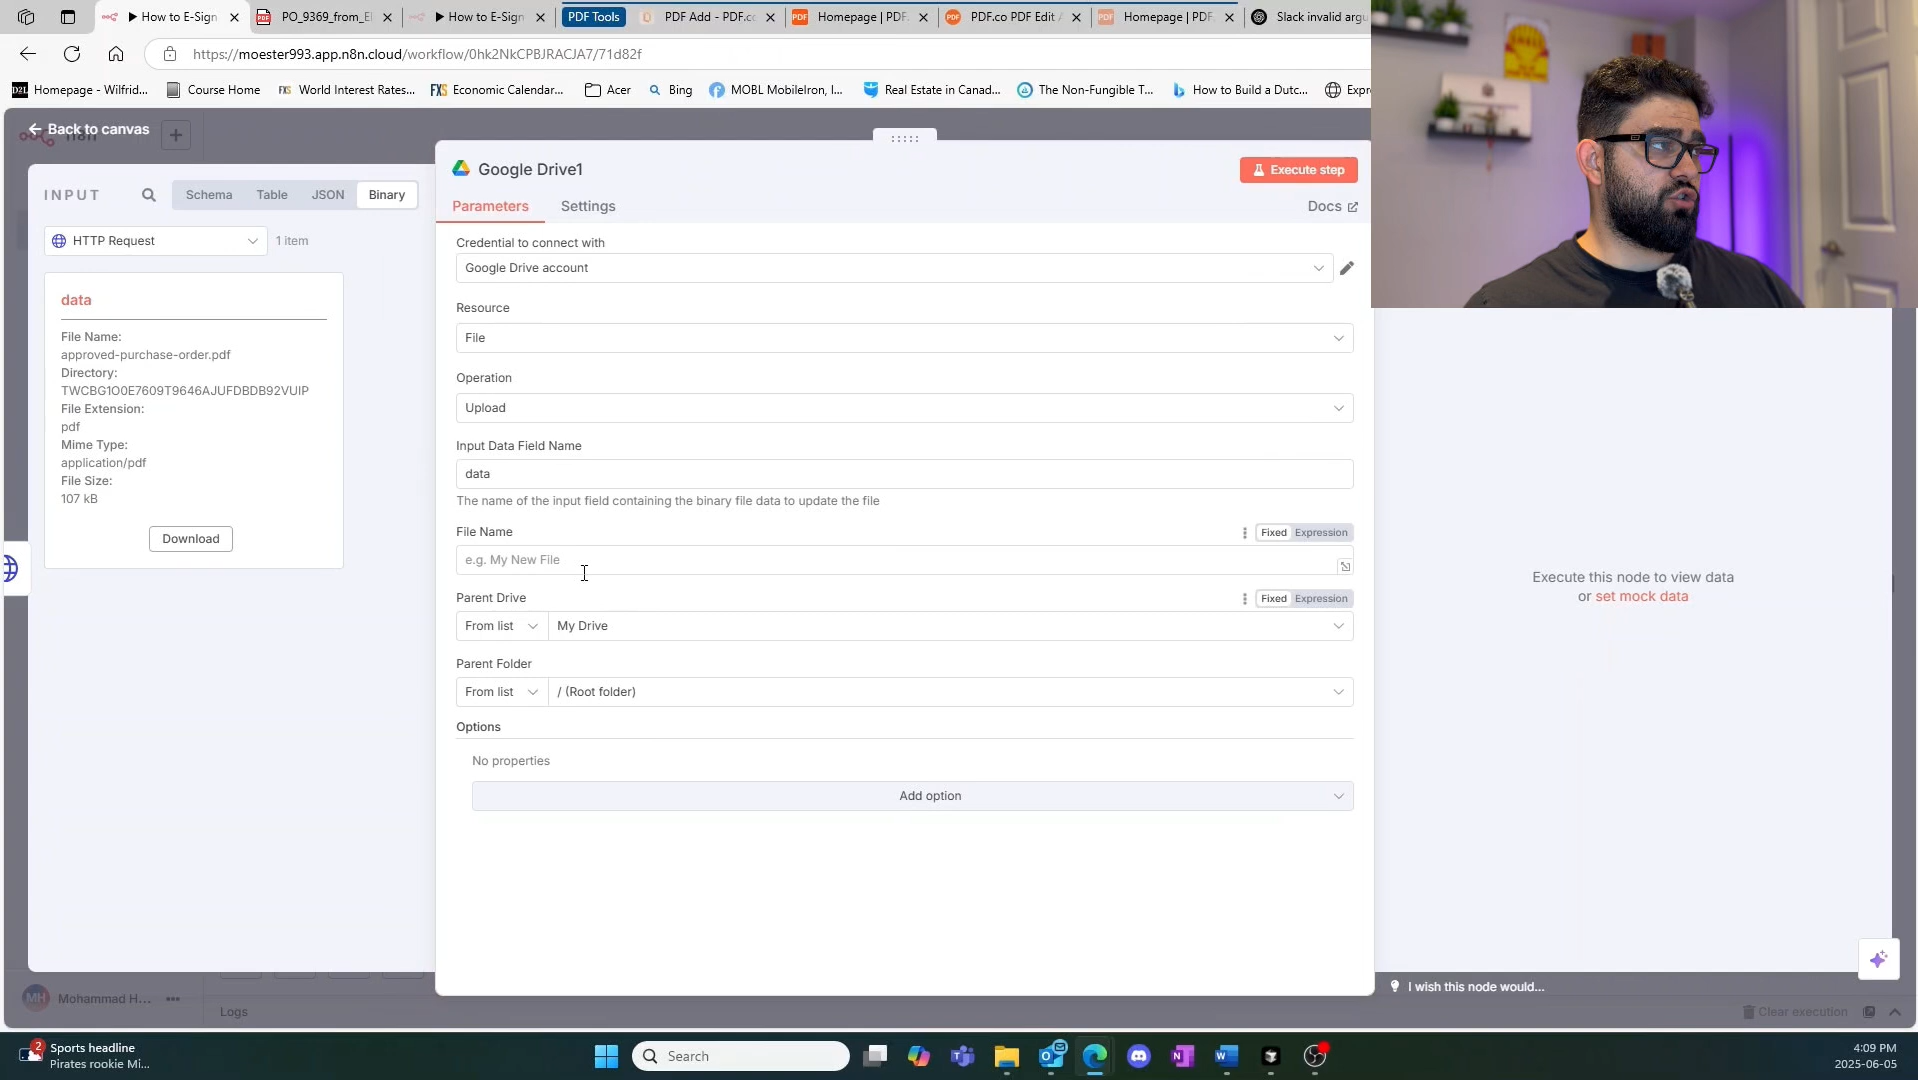 How to E-Sign
PO_9369_from_E
How to E-Sign
PDF Tools
PDF Add - PDF.cc
Homepage | PDF.
PDF.co PDF Edit /
Homepage | PDF.
Slack invalid argu
https://moester993.app.n8n.cloud/workflow/0hk2NkCPBJRACJA7/71d82f
D2L Homepage - Wilfrid...
Course Home
FXS World Interest Rates...
FXS Economic Calendar...
Acer
Bing
MOBL MobileIron, I...
Real Estate in Canad...
The Non-Fungible T...
How to Build a Dutc...
Expr
Back to canvas
INPUT
Schema
Table
JSON
Binary
HTTP Request
1 item
data
File Name:
approved-purchase-order.pdf
Directory:
TWCBG1O0E7609T9646AJUFDBDB92VUIP
File Extension:
pdf
Mime Type:
application/pdf
File Size:
107 kB
Download
Google Drive1
Execute step
Parameters
Settings
Docs
Credential to connect with
Google Drive account
Resource
File
Operation
Upload
Input Data Field Name
data
The name of the input field containing the binary file data to update the file
File Name
Fixed Expression
e.g. My New File
Parent Drive
Fixed Expression
From list
My Drive
Parent Folder
From list
/ (Root folder)
Options
No properties
Add option
Execute this node to view data
or set mock data
I wish this node would...
MH Mohammad H...
Logs
Clear execution
2
Sports headline
Pirates rookie Mi...
Search
4:09 PM
2025-06-05